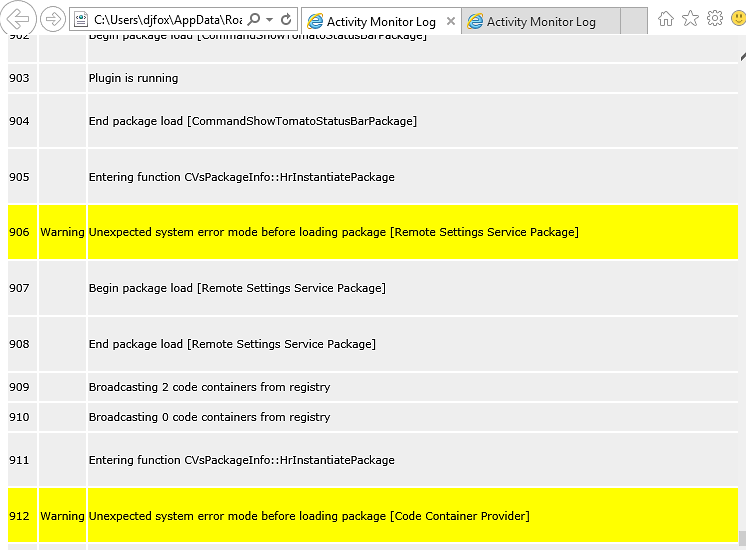 C:\Users\djfox\AppData\Roa
Activity Monitor Log
Activity Monitor Log
902 Begin package load [CommandShowTomatoStatusBarPackage]
903 Plugin is running
904 End package load [CommandShowTomatoStatusBarPackage]
905 Entering function CVsPackageInfo::HrInstantiatePackage
906 Warning Unexpected system error mode before loading package [Remote Settings Service Package]
907 Begin package load [Remote Settings Service Package]
908 End package load [Remote Settings Service Package]
909 Broadcasting 2 code containers from registry
910 Broadcasting 0 code containers from registry
911 Entering function CVsPackageInfo::HrInstantiatePackage
912 Warning Unexpected system error mode before loading package [Code Container Provider]